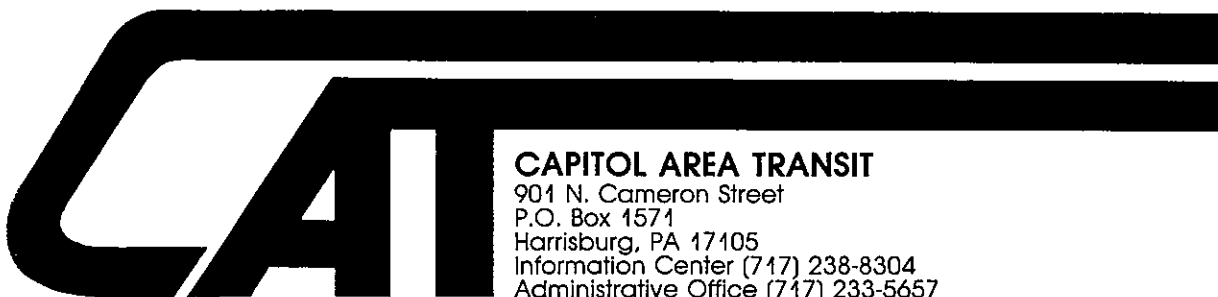 CAT
CAPITOL AREA TRANSIT
901 N. Cameron Street
P.O. Box 1571
Harrisburg, PA 17105
Information Center (717) 238-8304
Administrative Office (717) 233-5657